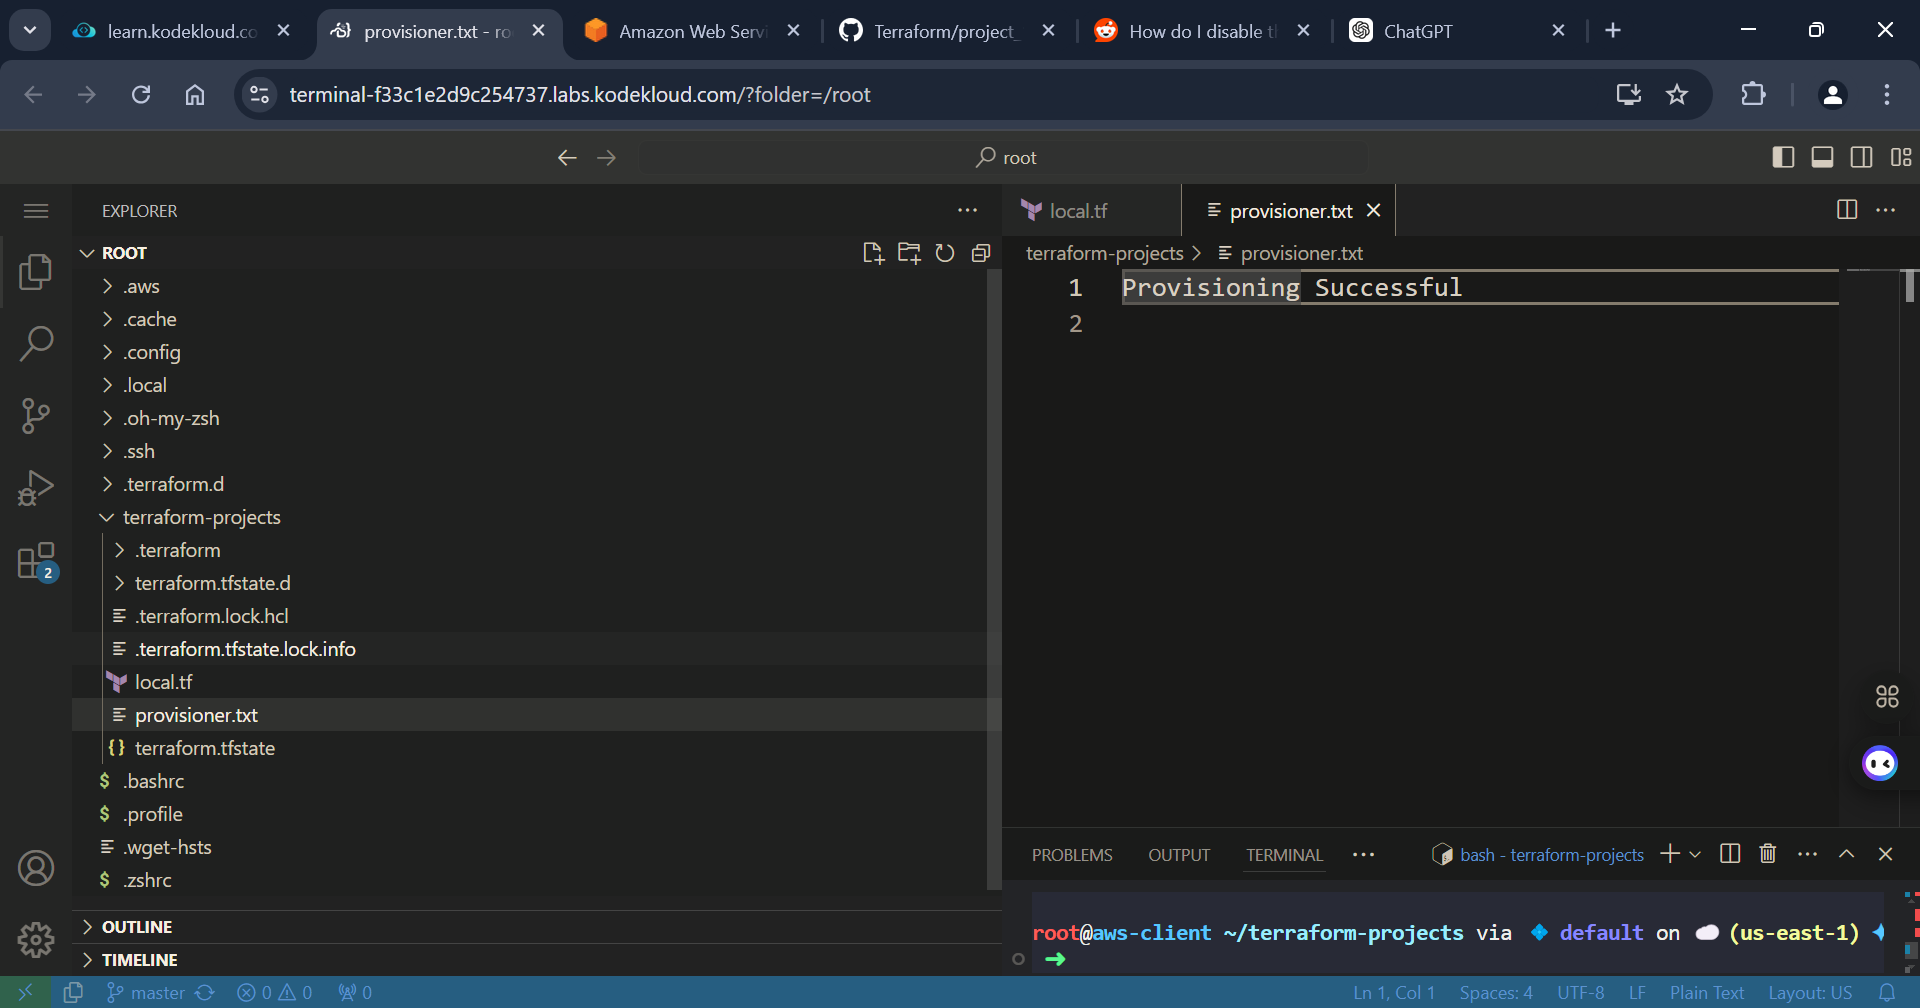 learn.kodekloud.co
provisioner.txt - ro
Amazon Web Servi
Terraform/project_
How do I disable t
ChatGPT
terminal-f33c1e2d9c254737.labs.kodekloud.com/?folder=/root
root
EXPLORER
ROOT
.aws
.cache
.config
.local
.oh-my-zsh
.ssh
.terraform.d
terraform-projects
.terraform
terraform.tfstate.d
.terraform.lock.hcl
.terraform.tfstate.lock.info
local.tf
provisioner.txt
terraform.tfstate
.bashrc
.profile
.wget-hsts
.zshrc
OUTLINE
TIMELINE
2
local.tf
provisioner.txt
terraform-projects > provisioner.txt
1 Provisioning Successful
2
PROBLEMS OUTPUT TERMINAL
bash - terraform-projects
root@aws-client ~/terraform-projects via default on (us-east-1)
master 0 0 0
Ln 1, Col 1 Spaces: 4 UTF-8 LF Plain Text Layout: US